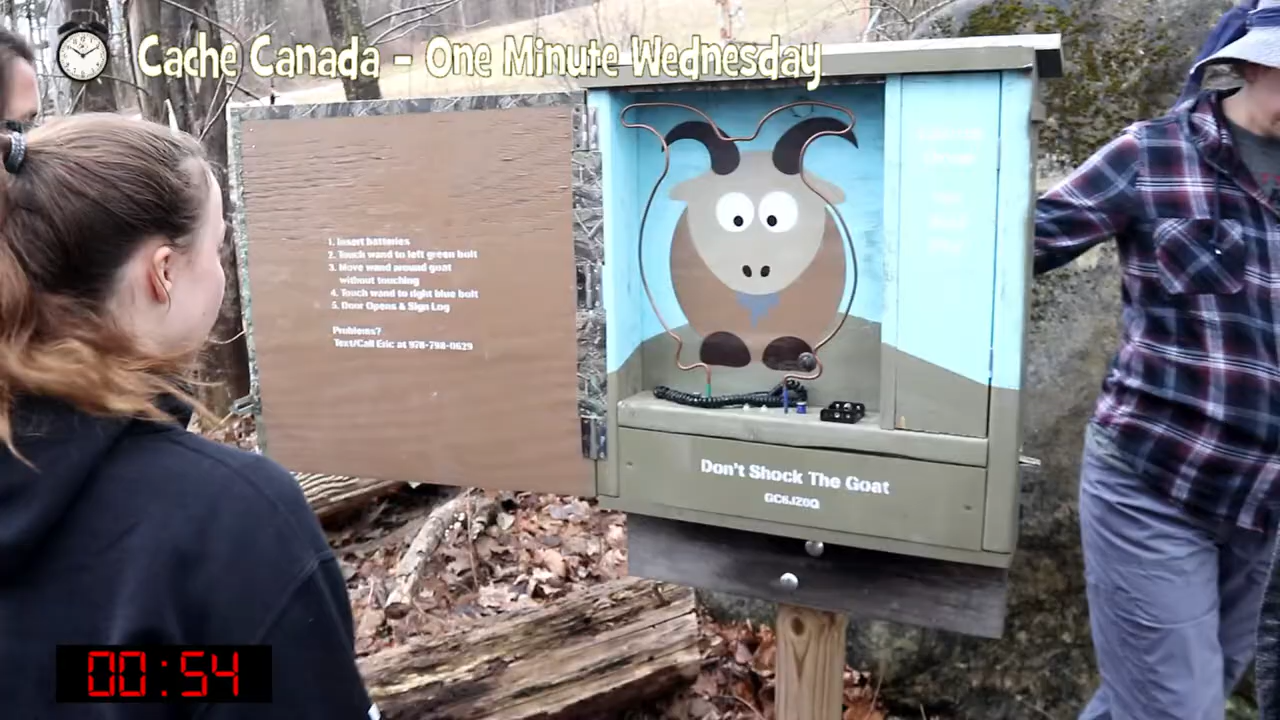 Cache Canada - One Minute Wednesday
1. Insert batteries
2. Touch wand to left green bolt
3. Move wand around goat
without touching
4. Touch wand to right blue bolt
5. Door Opens & Sign Log
Problems?
Text/Call Eric at 978-798-0629
Don't Shock The Goat
GC6JZ0Q
00:54